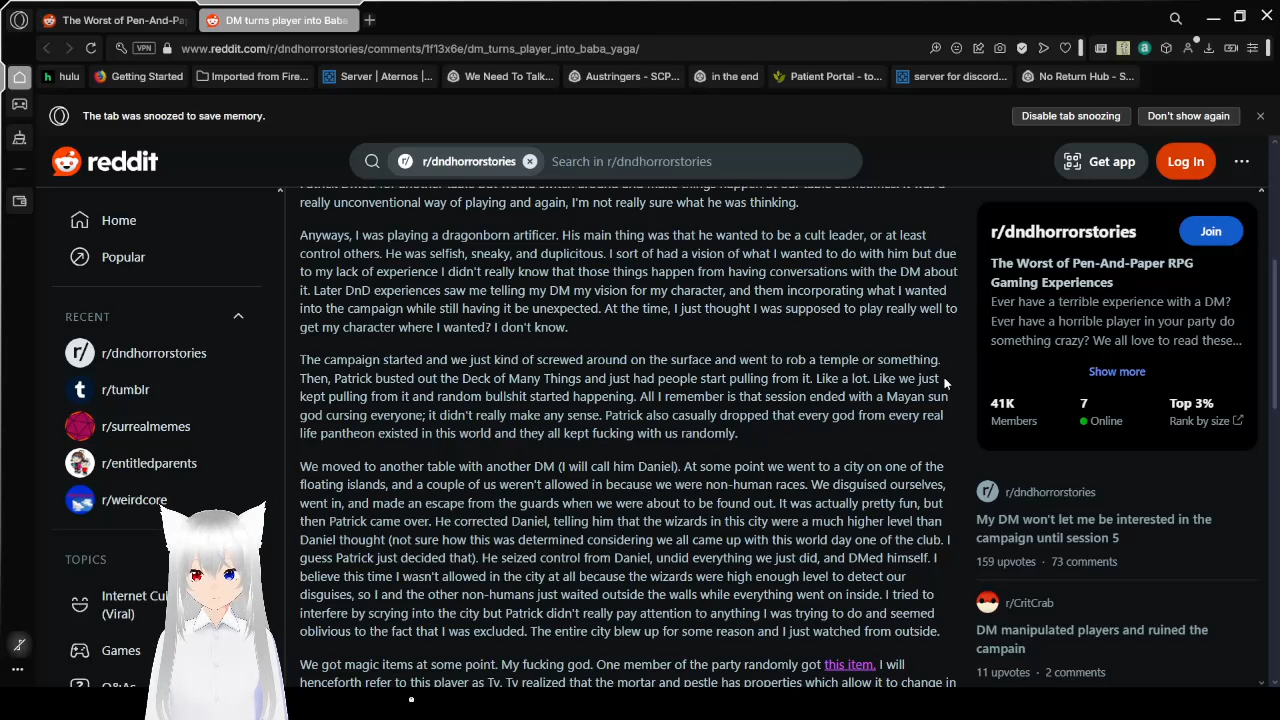 The Worst of Pen-And-Pa
DM turns player into Baba
VPN
www.reddit.com/r/dndhorrorstories/comments/1f13x6e/dm_turns_player_into_baba_yaga/
hulu
Getting Started
Imported from Fire...
Server | Aternos |...
We Need To Talk...
Austringers - SCP...
in the end
Patient Portal - to...
server for discord...
No Return Hub - S...
The tab was snoozed to save memory.
Disable tab snoozing
Don't show again
reddit
r/dndhorrorstories
Search in r/dndhorrorstories
Get app
Log In
Home
Popular
RECENT
r/dndhorrorstories
r/tumblr
r/surrealmemes
r/entitledparents
r/weirdcore
TOPICS
Internet Cul
(Viral)
Games
really unconventional way of playing and again, I'm not really sure what he was thinking.
Anyways, I was playing a dragonborn artificer. His main thing was that he wanted to be a cult leader, or at least
control others. He was selfish, sneaky, and duplicitous. I sort of had a vision of what I wanted to do with him but due
to my lack of experience I didn't really know that those things happen from having conversations with the DM about
it. Later DnD experiences saw me telling my DM my vision for my character, and them incorporating what I wanted
into the campaign while still having it be unexpected. At the time, I just thought I was supposed to play really well to
get my character where I wanted? I don't know.
The campaign started and we just kind of screwed around on the surface and went to rob a temple or something.
Then, Patrick busted out the Deck of Many Things and just had people start pulling from it. Like a lot. Like we just
kept pulling from it and random bullshit started happening. All I remember is that session ended with a Mayan sun
god cursing everyone; it didn't really make any sense. Patrick also casually dropped that every god from every real
life pantheon existed in this world and they all kept fucking with us randomly.
We moved to another table with another DM (I will call him Daniel). At some point we went to a city on one of the
floating islands, and a couple of us weren't allowed in because we were non-human races. We disguised ourselves,
went in, and made an escape from the guards when we were about to be found out. It was actually pretty fun, but
then Patrick came over. He corrected Daniel, telling him that the wizards in this city were a much higher level than
Daniel thought (not sure how this was determined considering we all came up with this world day one of the club. I
guess Patrick just decided that). He seized control from Daniel, undid everything we just did, and DMed himself. I
believe this time I wasn't allowed in the city at all because the wizards were high enough level to detect our
disguises, so I and the other non-humans just waited outside the walls while everything went on inside. I tried to
interfere by scrying into the city but Patrick didn't really pay attention to anything I was trying to do and seemed
oblivious to the fact that I was excluded. The entire city blew up for some reason and I just watched from outside.
We got magic items at some point. My fucking god. One member of the party randomly got this item. I will
henceforth refer to this player as Ty. Ty realized that the mortar and pestle has properties which allow it to change in
r/dndhorrorstories
Join
The Worst of Pen-And-Paper RPG
Gaming Experiences
Ever have a terrible experience with a DM?
Ever have a horrible player in your party do
something crazy? We all love to read these...
Show more
41K
Members
7
Online
Top 3%
Rank by size
r/dndhorrorstories
My DM won't let me be interested in the
campaign until session 5
159 upvotes · 73 comments
r/CritCrab
DM manipulated players and ruined the
campain
11 upvotes · 2 comments